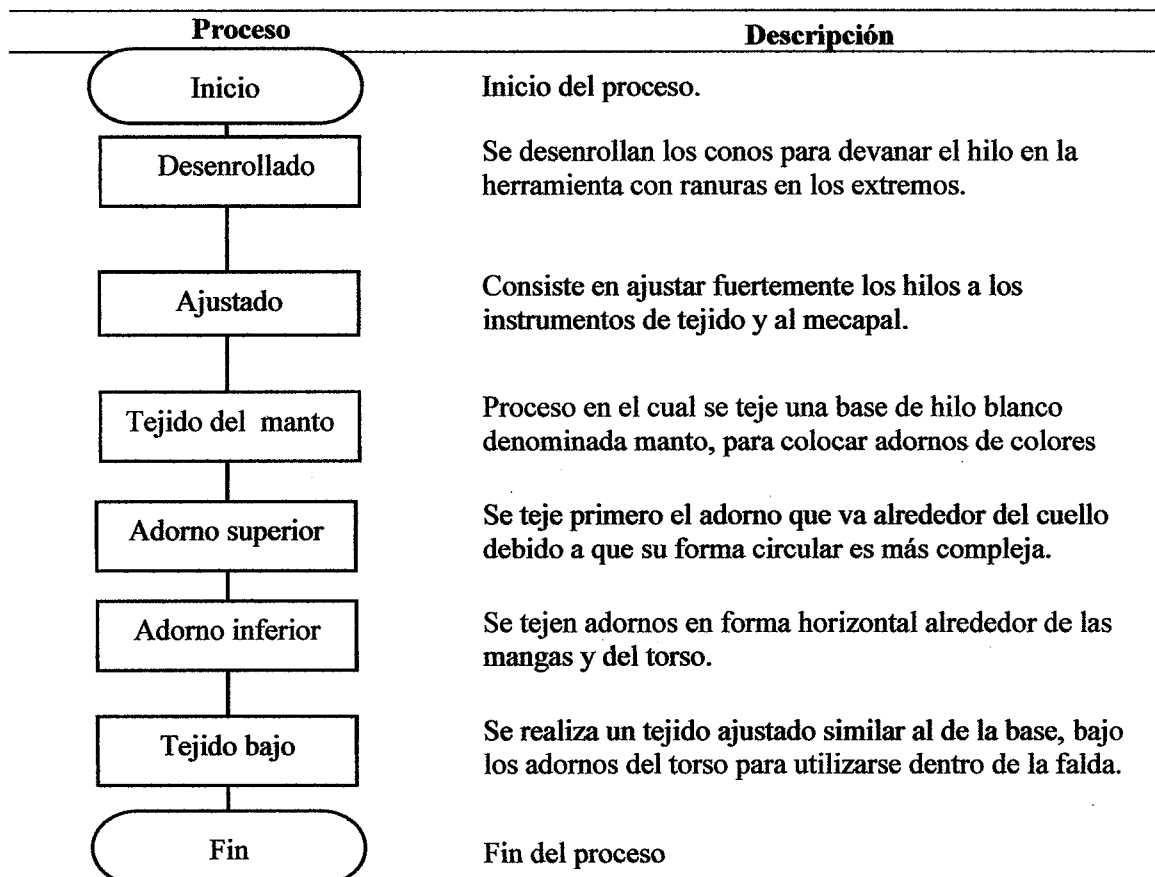 Proceso Descripción
Inicio Inicio del proceso.
Desenrollado
Se desenrollan los conos para devanar el hilo en la
herramienta con ranuras en los extremos.
Ajustado
Consiste en ajustar fuertemente los hilos a los
instrumentos de tejido y al mecapal.
Tejido del manto
Proceso en el cual se teje una base de hilo blanco
denominada manto, para colocar adornos de colores
Adorno superior
Se teje primero el adorno que va alrededor del cuello
debido a que su forma circular es más compleja.
Adorno inferior
Se tejen adornos en forma horizontal alrededor de las
mangas y del torso.
Tejido bajo
Se realiza un tejido ajustado similar al de la base, bajo
los adornos del torso para utilizarse dentro de la falda.
Fin Fin del proceso